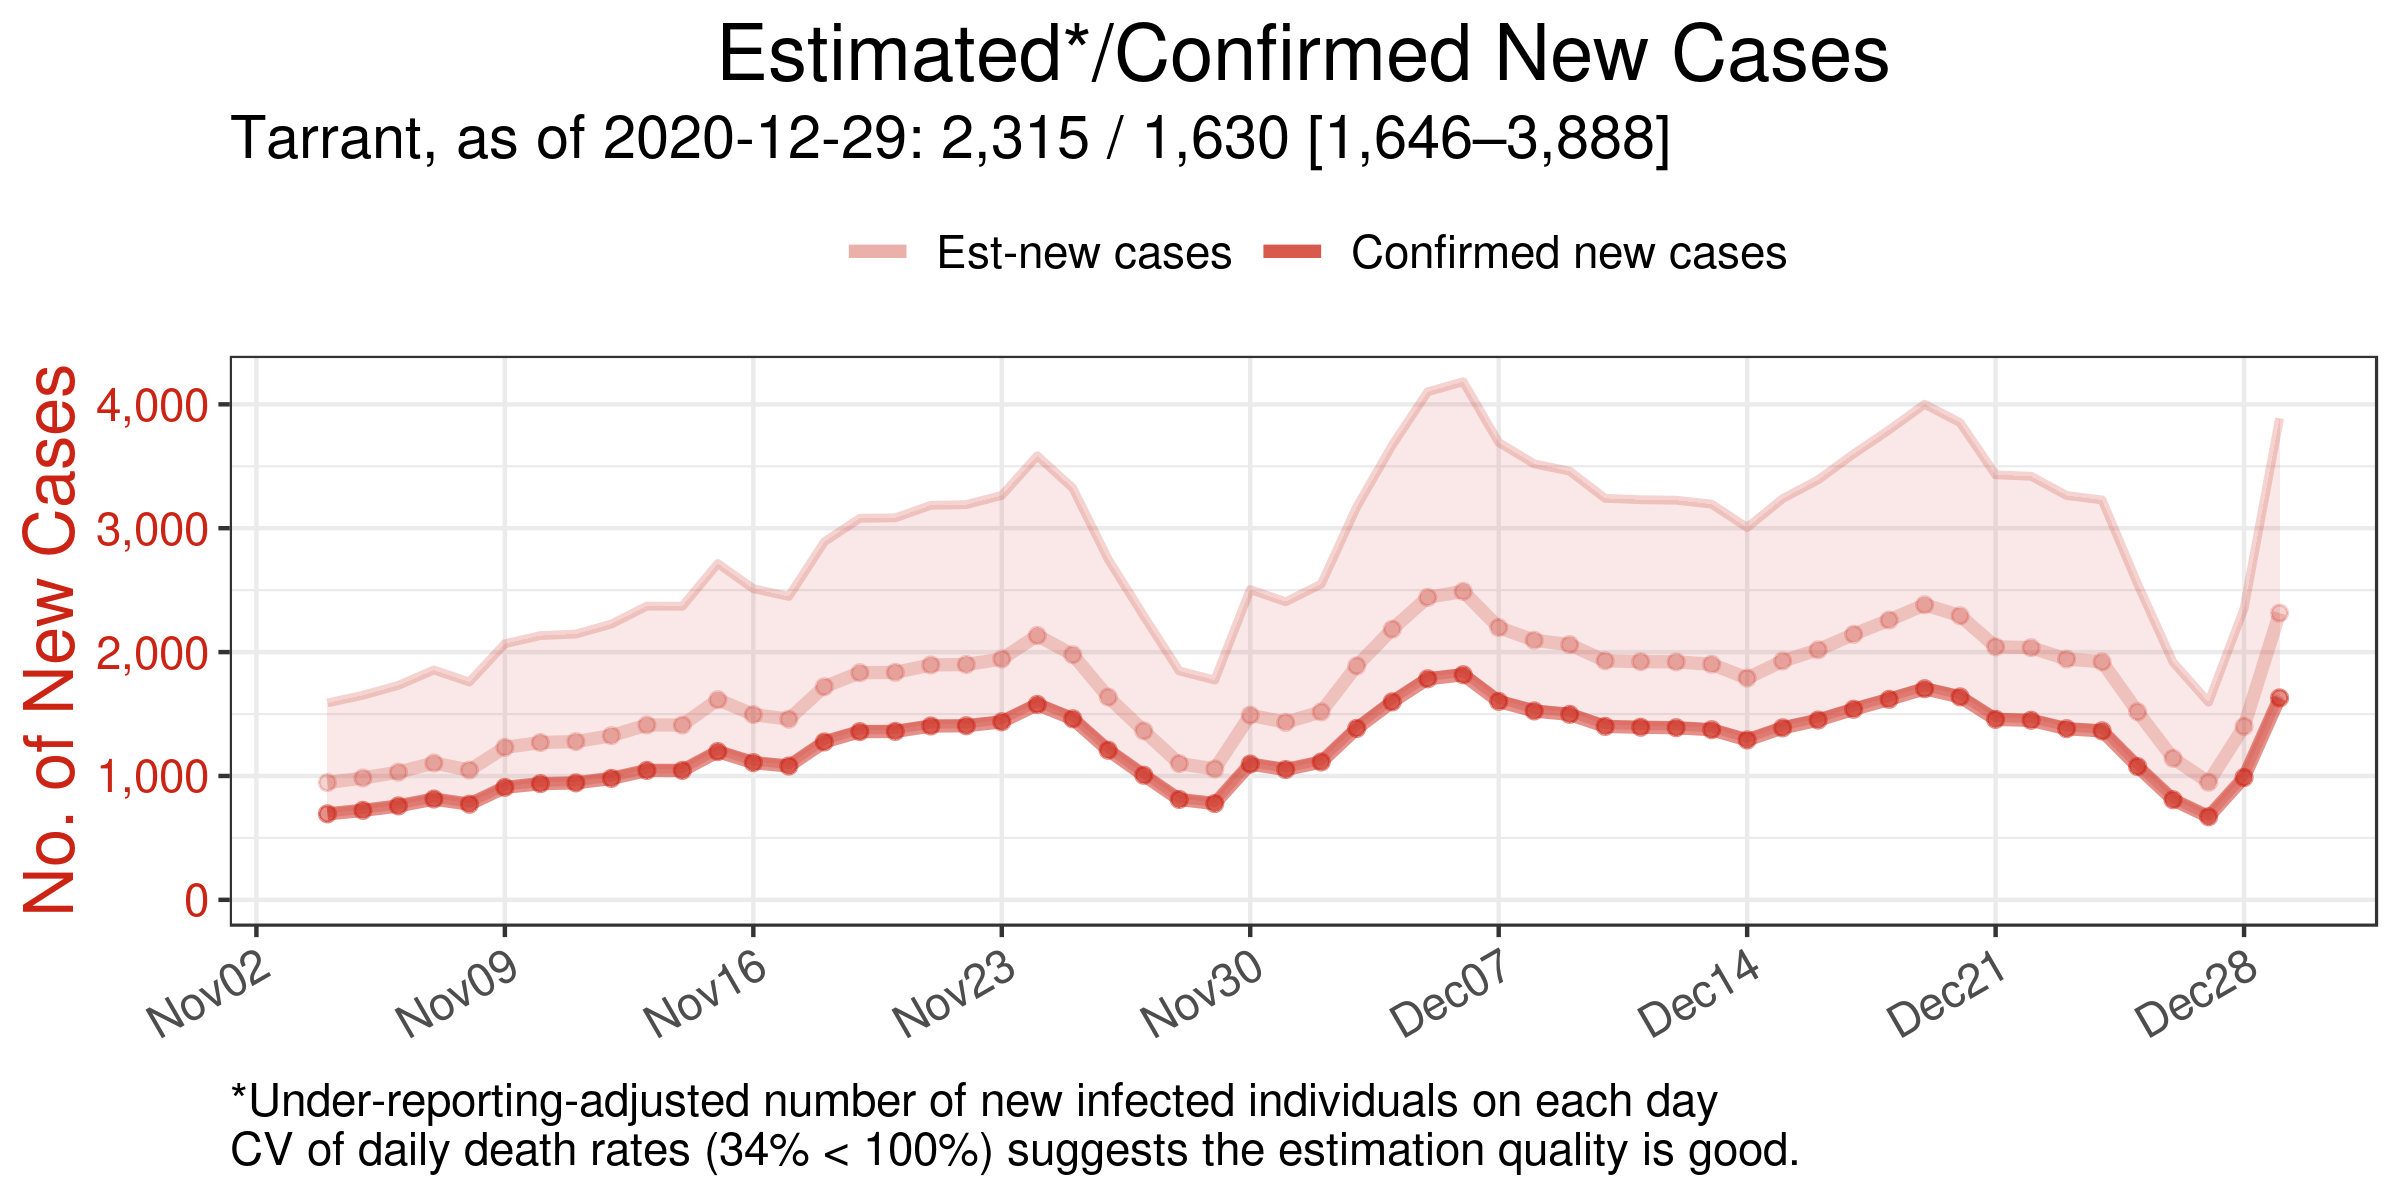 Estimated*/Confirmed New Cases
Tarrant, as of 2020-12-29: 2,315 / 1,630 [1,646–3,888]
Est-new cases Confirmed new cases
No. of New Cases
4,000
3,000
2,000
1,000
0
Nov02 Nov09 Nov16 Nov23 Nov30 Dec07 Dec14 Dec21 Dec28
*Under-reporting-adjusted number of new infected individuals on each day
CV of daily death rates (34% < 100%) suggests the estimation quality is good.